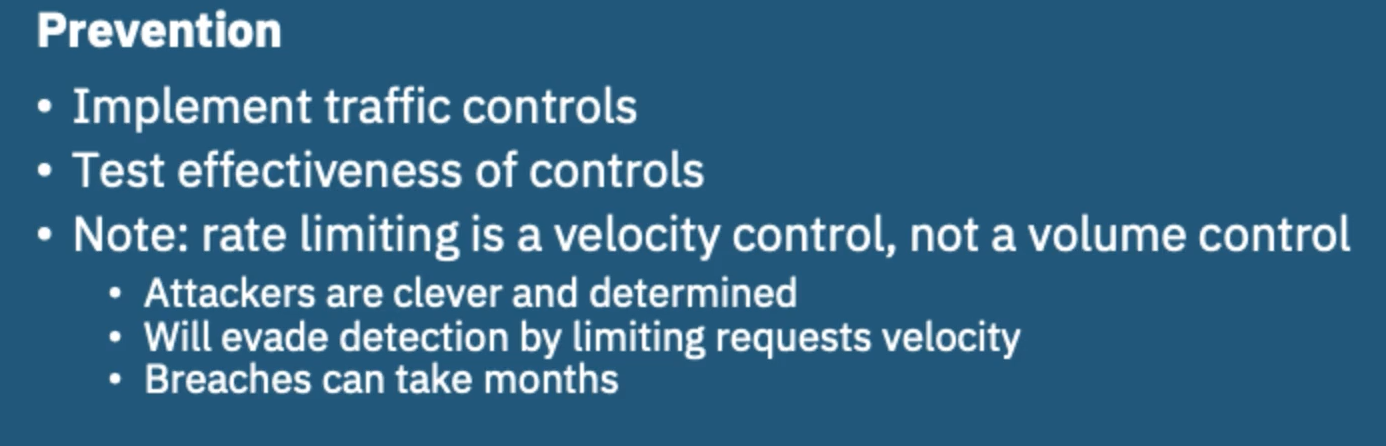 Prevention
• Implement traffic controls
• Test effectiveness of controls
• Note: rate limiting is a velocity control, not a volume control
• Attackers are clever and determined
• Will evade detection by limiting requests velocity
• Breaches can take months